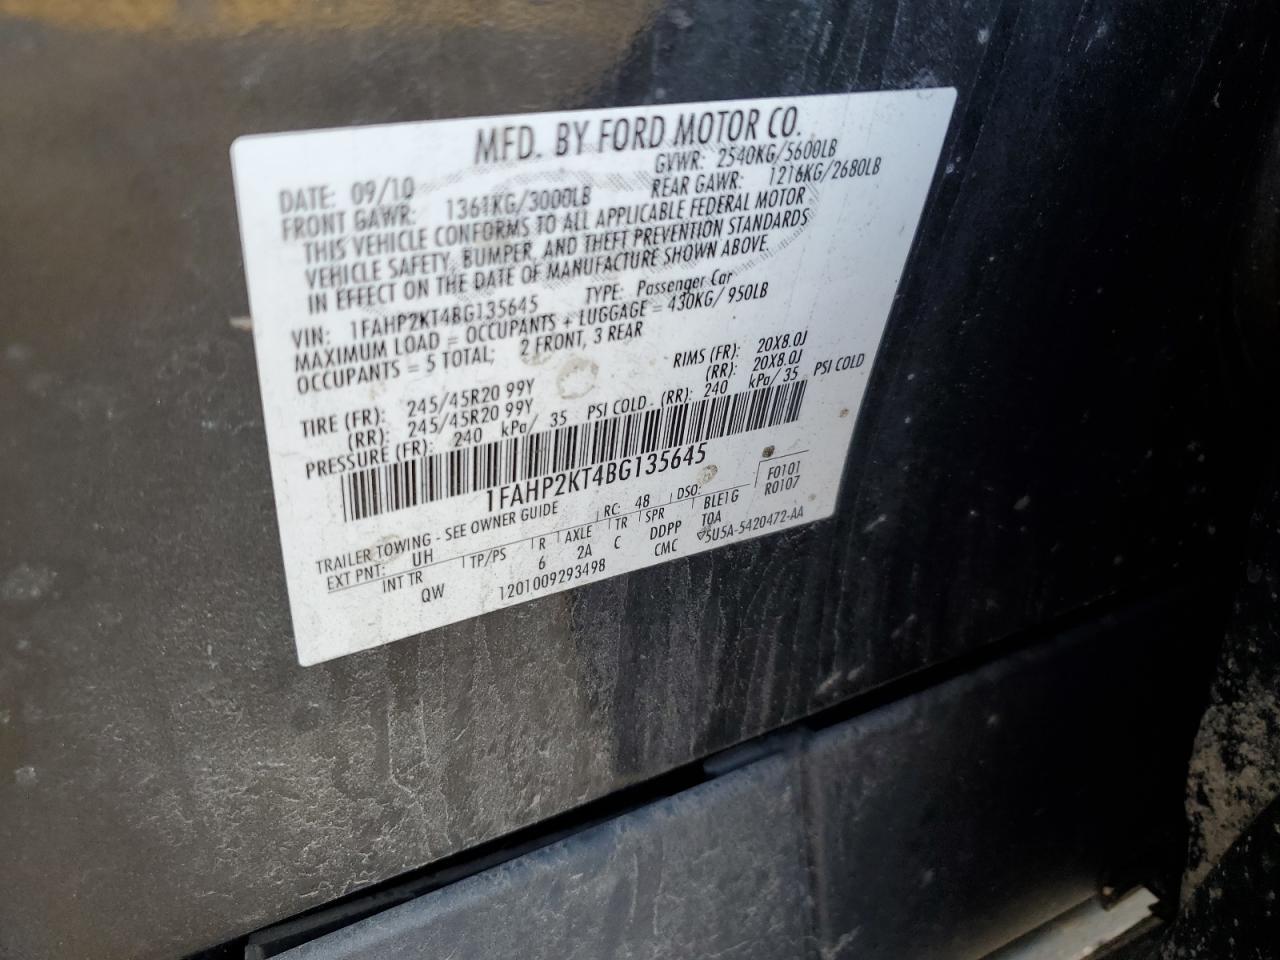 MFD. BY FORD MOTOR CO.
DATE: 09/10 GVWR: 2540KG/5600LB
FRONT GAWR: 1361KG/3000LB REAR GAWR: 1216KG/2680LB
THIS VEHICLE CONFORMS TO ALL APPLICABLE FEDERAL MOTOR
VEHICLE SAFETY, BUMPER, AND THEFT PREVENTION STANDARDS
IN EFFECT ON THE DATE OF MANUFACTURE SHOWN ABOVE.
VIN: 1FAHP2KT4BG135645 TYPE: Passenger Car
MAXIMUM LOAD = OCCUPANTS + LUGGAGE = 430KG/ 950LB
OCCUPANTS = 5 TOTAL; 2 FRONT, 3 REAR
TIRE (FR): 245/45R20 99Y RIMS (FR): 20X8.0J
(RR): 245/45R20 99Y (RR): 20X8.0J
PRESSURE (FR): 240 kPa/ 35 PSI COLD. (RR): 240 kPa/ 35 PSI COLD
1FAHP2KT4BG135645
F0101
R0107
TRAILER TOWING - SEE OWNER GUIDE RC: 48 DSO:
EXT PNT: UH TP/PS R AXLE TR SPR BLE1G
INT TR 6 2A C DDPP T0A
QW 1201009293498 CMC 5U5A-5420472-AA